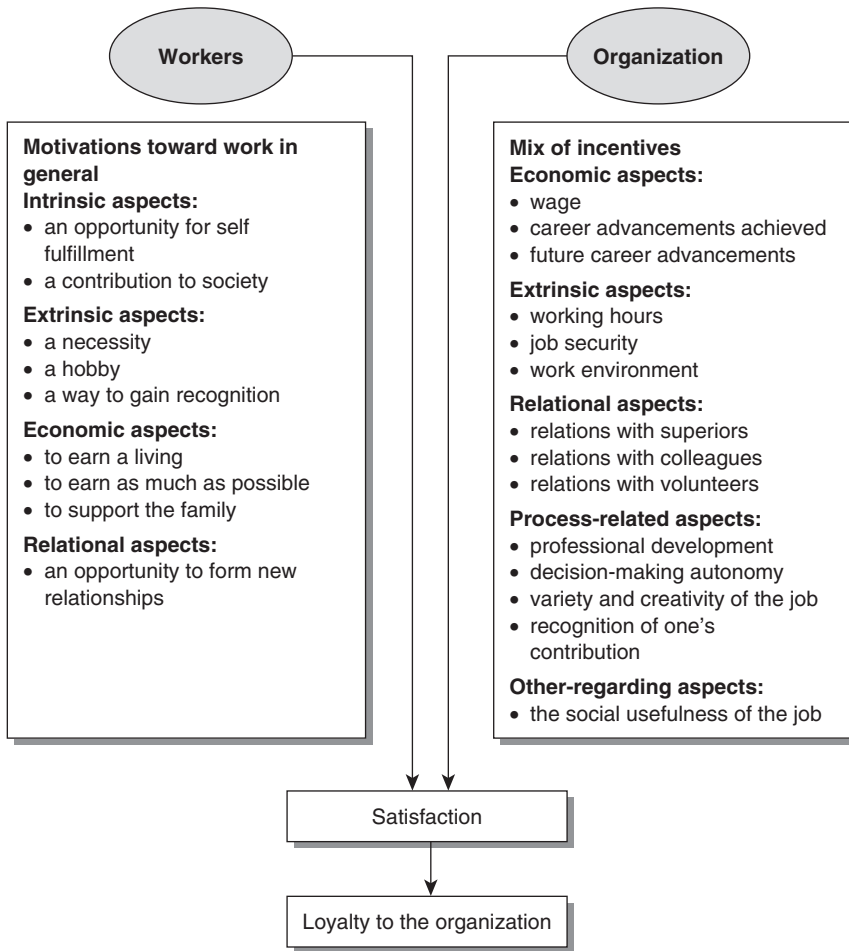 Workers
Organization
Motivations toward work in
general
Intrinsic aspects:
• an opportunity for self
fulfillment
• a contribution to society
Extrinsic aspects:
• a necessity
• a hobby
• a way to gain recognition
Economic aspects:
• to earn a living
• to earn as much as possible
• to support the family
Relational aspects:
• an opportunity to form new
relationships
Mix of incentives
Economic aspects:
• wage
• career advancements achieved
• future career advancements
Extrinsic aspects:
• working hours
• job security
• work environment
Relational aspects:
• relations with superiors
• relations with colleagues
• relations with volunteers
Process-related aspects:
• professional development
• decision-making autonomy
• variety and creativity of the job
• recognition of one's
contribution
Other-regarding aspects:
• the social usefulness of the job
Satisfaction
Loyalty to the organization